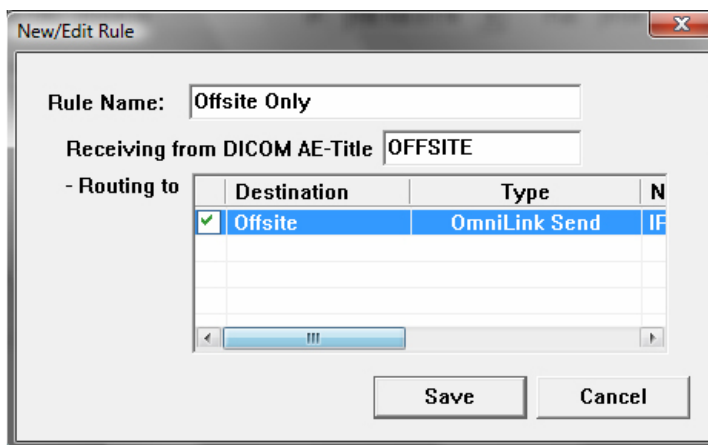 New/Edit Rule
Rule Name: Offsite Only
Receiving from DICOM AE-Title OFFSITE
- Routing to Destination Type N
Offsite OmniLink Send IF
Save Cancel